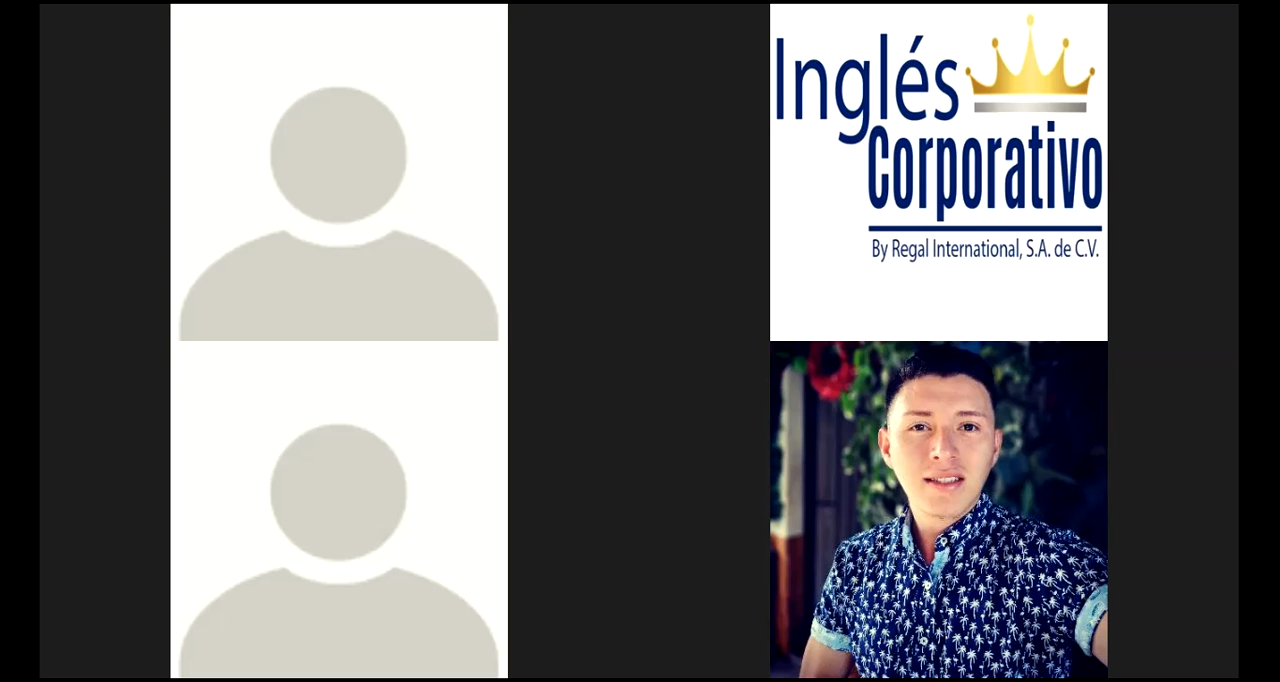 Inglés
Corporativo
By Regal International, S.A. de C.V.